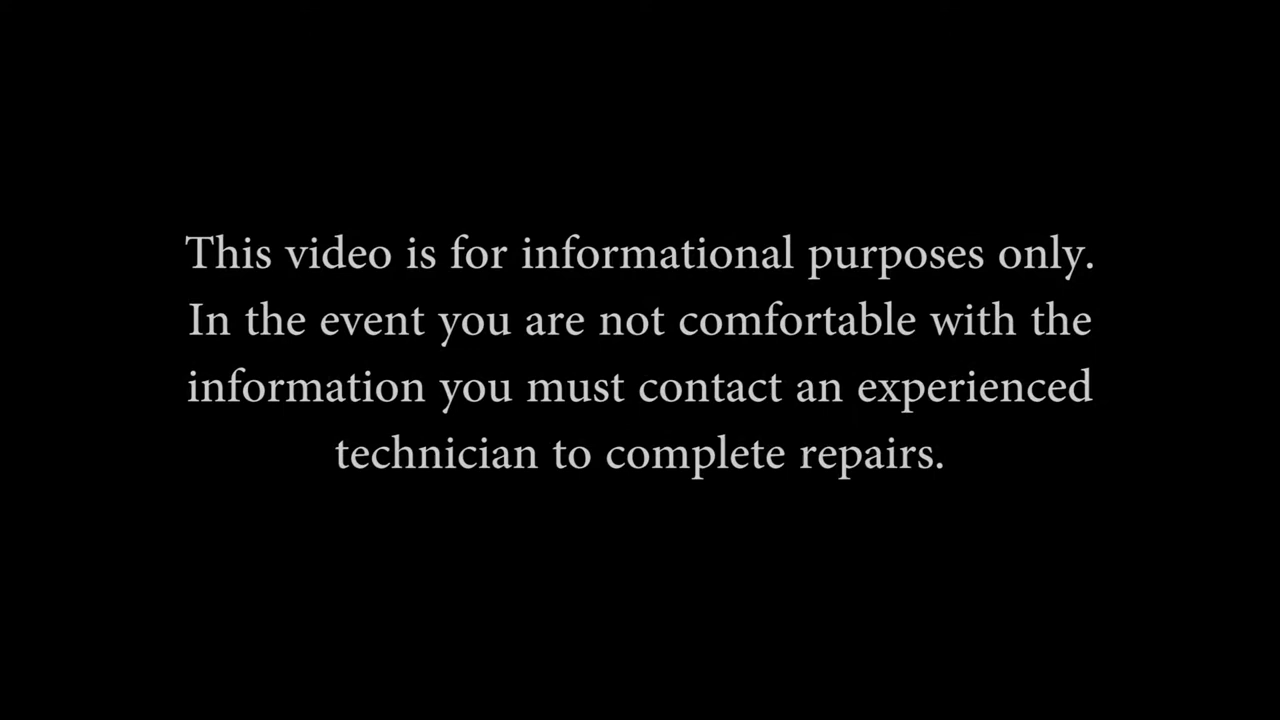 This video is for informational purposes only.
In the event you are not comfortable with the
information you must contact an experienced
technician to complete repairs.